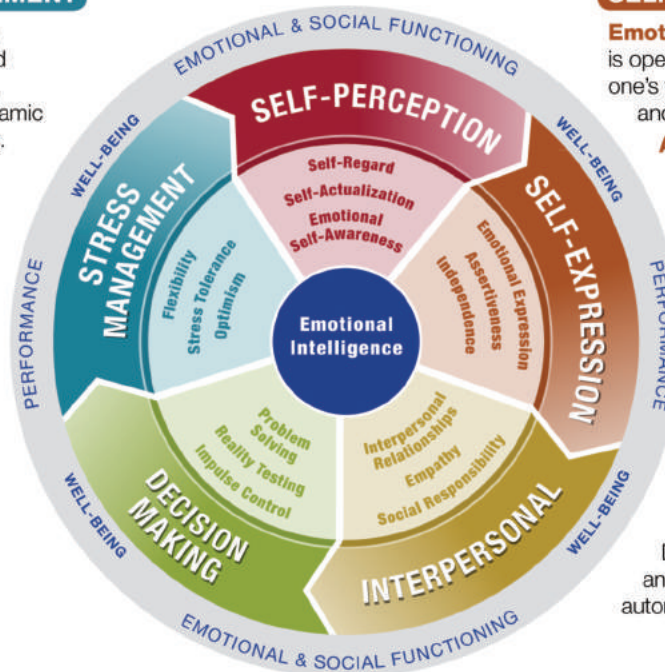 EMOTIONAL & SOCIAL FUNCTIONING
SELF-PERCEPTION
Self-Regard
Self-Actualization
Emotional
Self-Awareness
WELL-BEING
PERFORMANCE
SELF-EXPRESSION
Emotional Expression
Assertiveness
Independence
WELL-BEING
INTERPERSONAL
Interpersonal
Relationships
Empathy
Social Responsibility
EMOTIONAL & SOCIAL FUNCTIONING
DECISION
MAKING
Problem
Solving
Reality Testing
Impulse Control
WELL-BEING
PERFORMANCE
STRESS
MANAGEMENT
Flexibility
Stress Tolerance
Optimism
WELL-BEING
Emotional
Intelligence
is ope
one's
and
autor
an